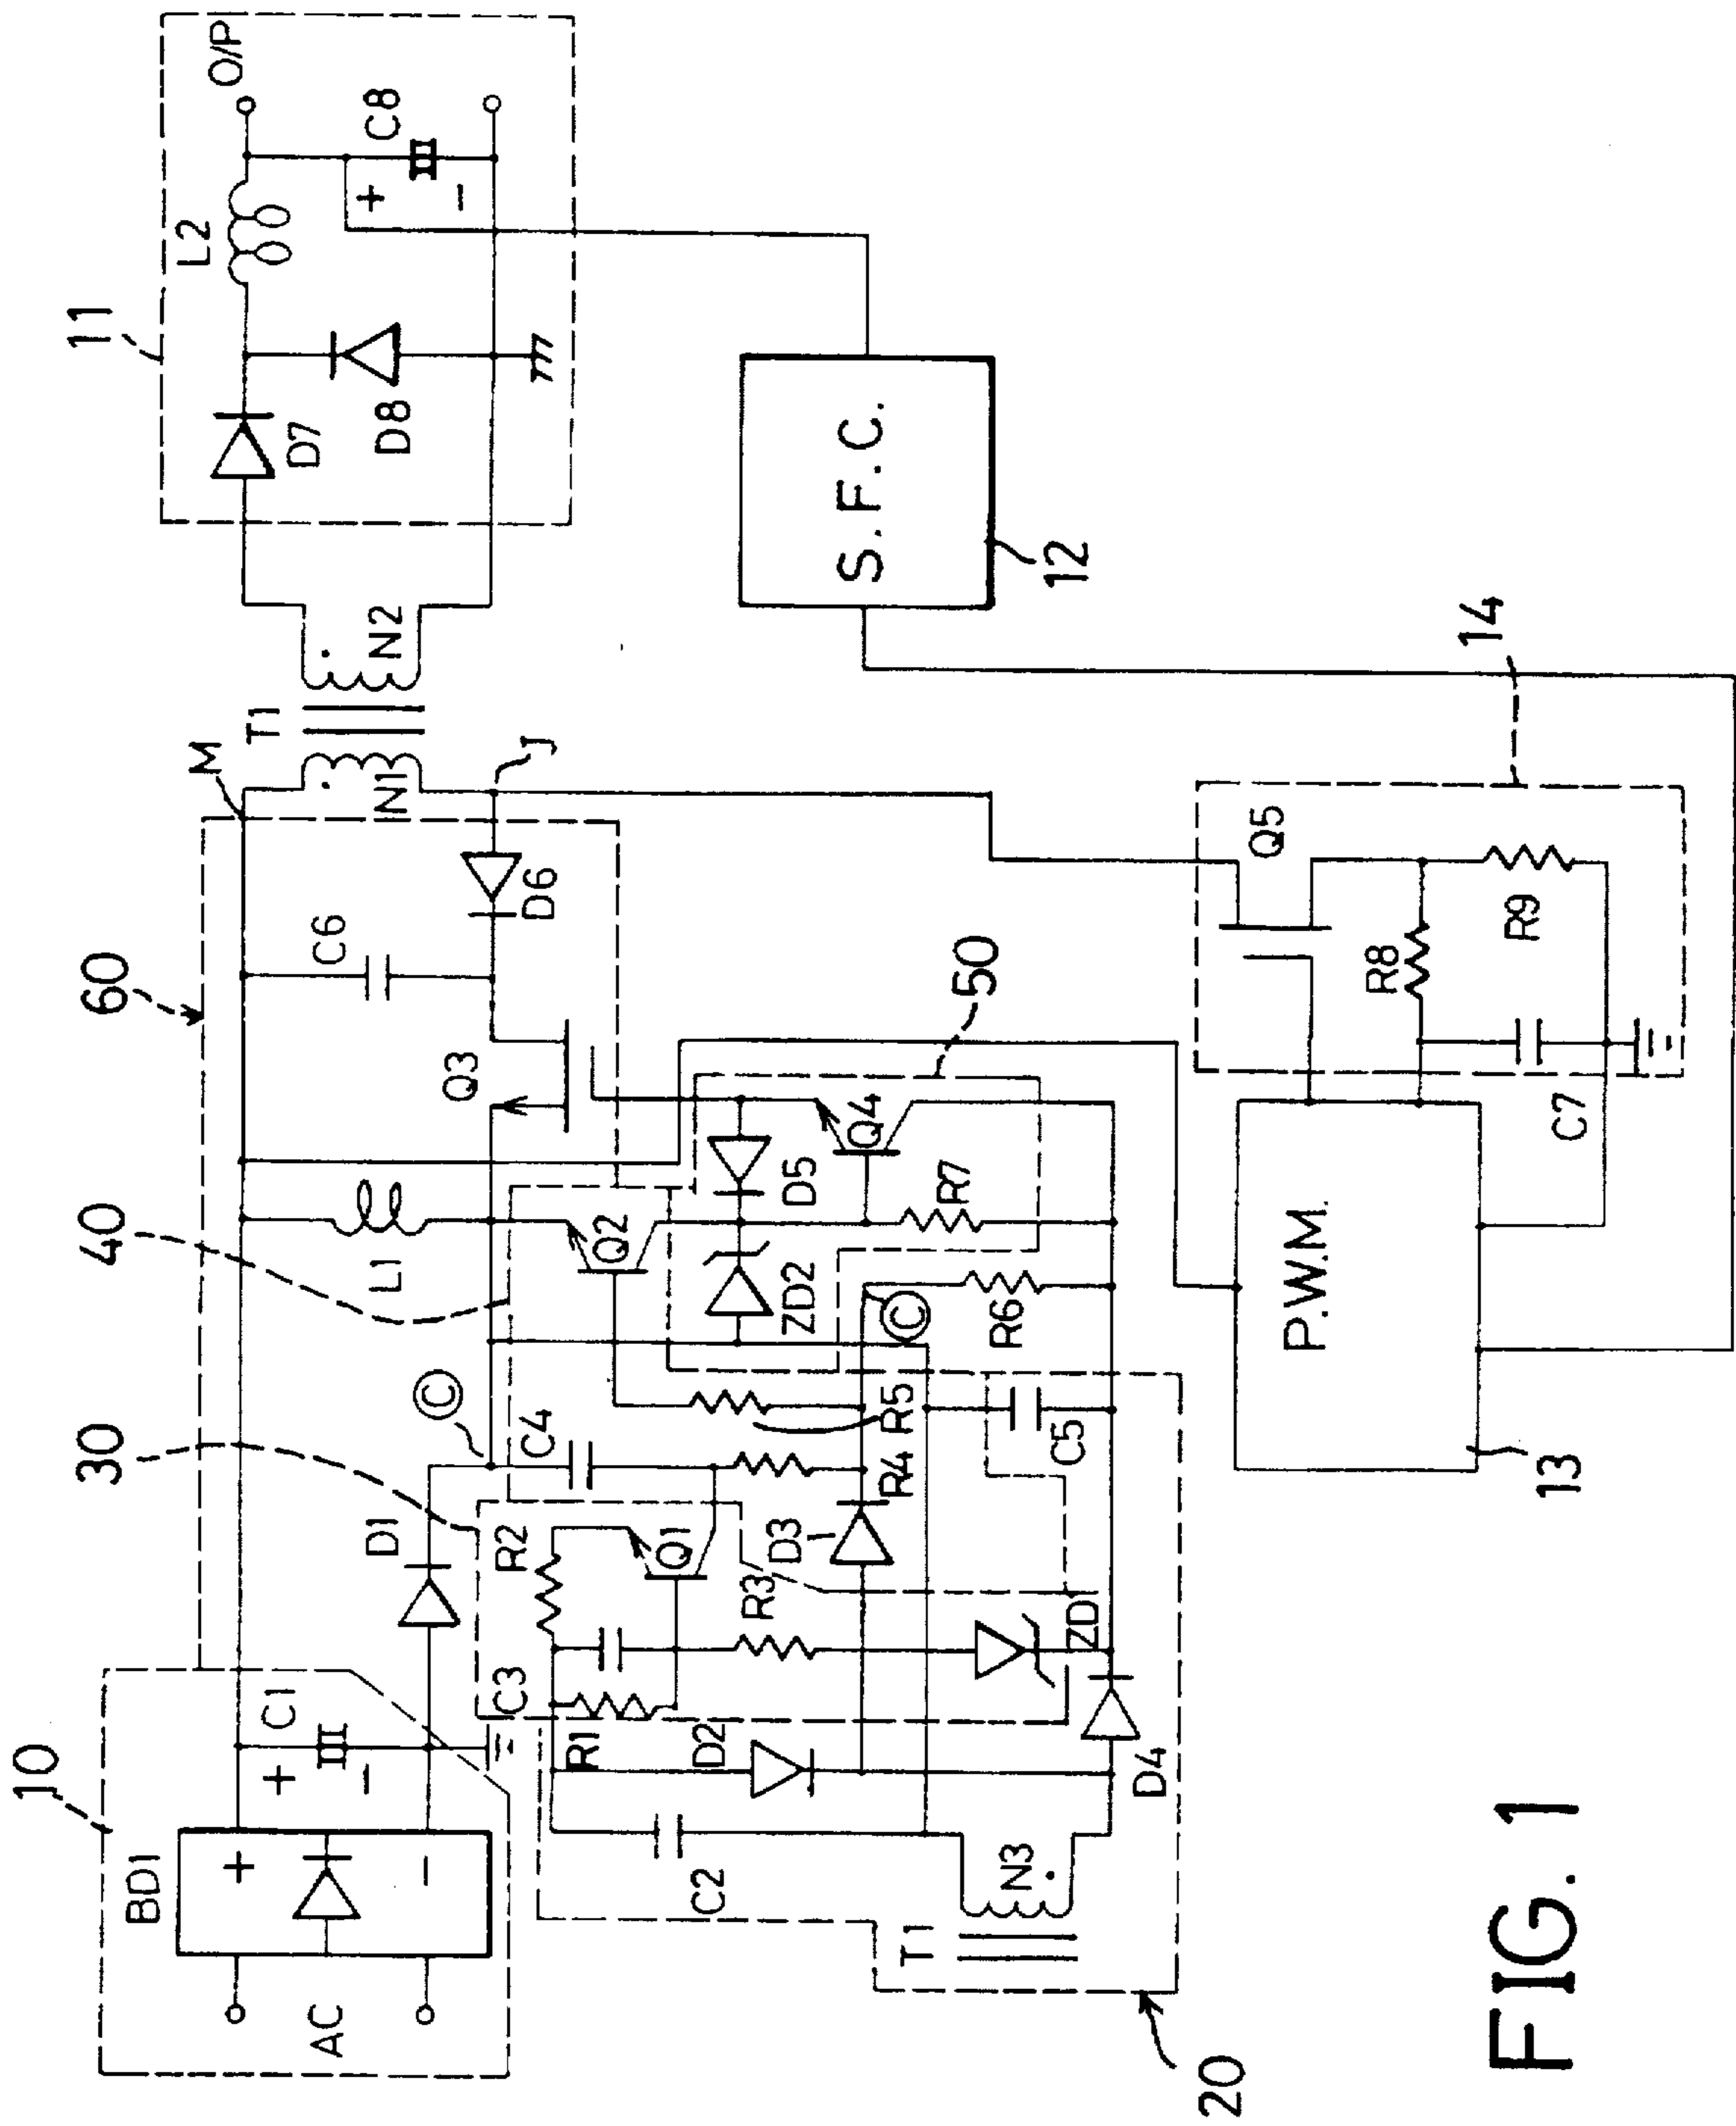 10
BD1
+
-
AC
+
-
C1
60
D1
30
40
L1
C6
M
T1
N1
N2
J
11
D7
D8
L2
+
-
C8
O/P
Ⓒ
C4
Q3
D6
S. F. C.
12
R2
Q1
C3
R1
R3
D2
C2
D3
R4
R5
Q2
ZD2
D5
Q4
R7
R6
Ⓒ
50
C5
ZD1
D4
N3
T1
20
P.W.M.
13
14
Q5
R8
R9
C7
FIG. 1